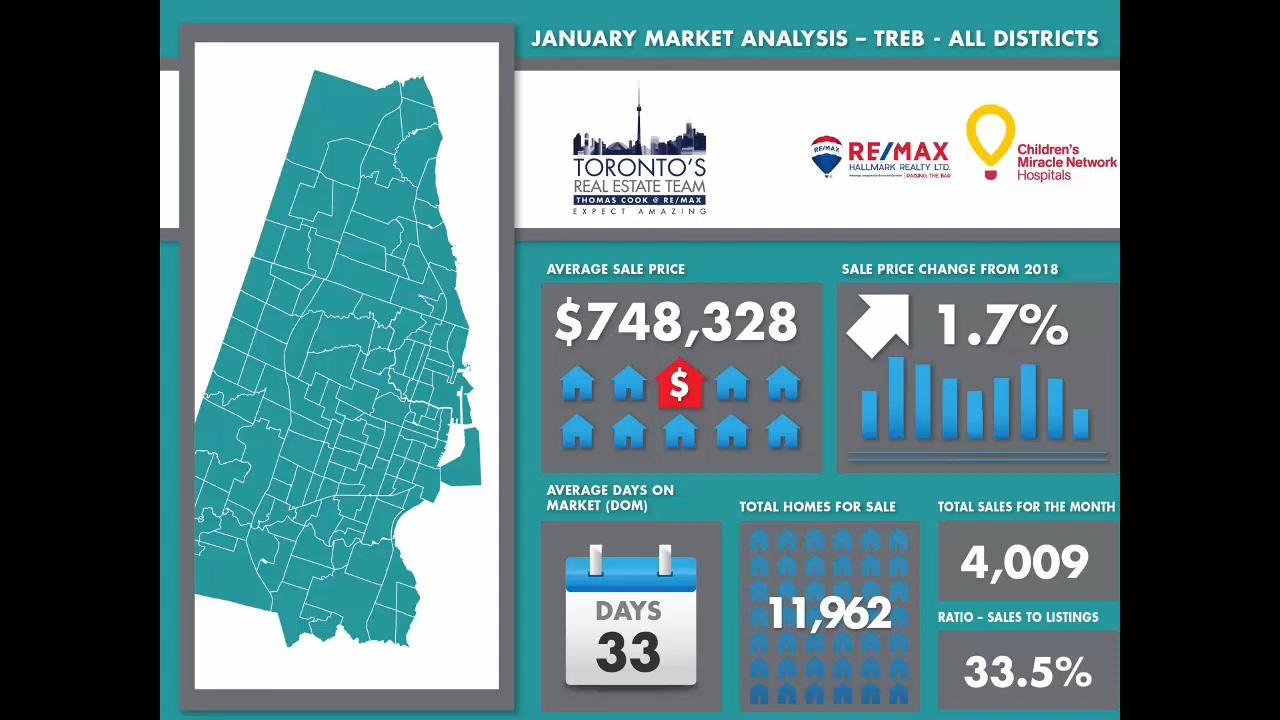 JANUARY MARKET ANALYSIS – TREB - ALL DISTRICTS
TORONTO'S
REAL ESTATE TEAM
THOMAS COOK @ RE/MAX
EXPECT AMAZING
RE/MAX
RE/MAX
HALLMARK REALTY LTD.
RAISING THE BAR
Children's
Miracle Network
Hospitals
AVERAGE SALE PRICE
$748,328
$
SALE PRICE CHANGE FROM 2018
1.7%
AVERAGE DAYS ON
MARKET (DOM)
DAYS
33
TOTAL HOMES FOR SALE
11,962
TOTAL SALES FOR THE MONTH
4,009
RATIO – SALES TO LISTINGS
33.5%